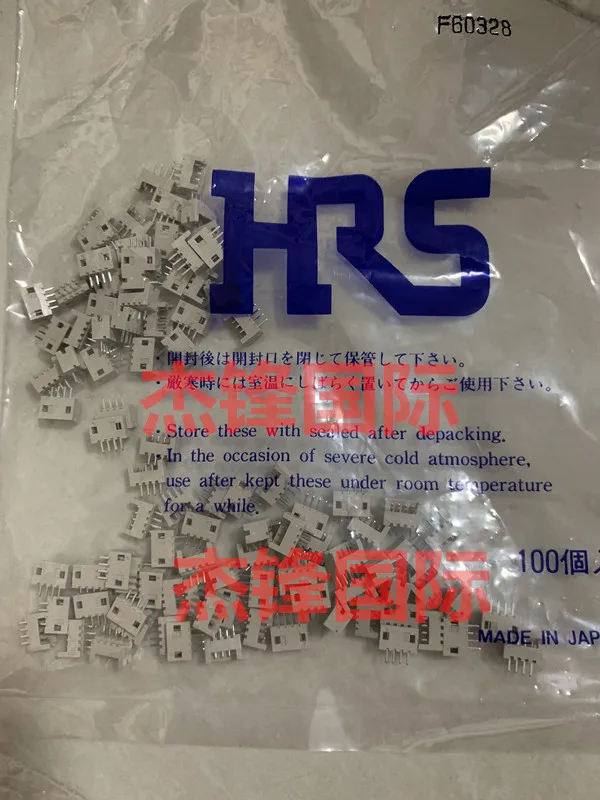 F60328
HRS
・開封後は開封口を閉じて保管して下さい。
・厳寒時には室温にしばらく置いてからご使用下さい。
杰锋国际
・Store these with sealed after depacking.
・In the occasion of severe cold atmosphere,
use after kept these under room temperature
for a while.
100個入
杰锋国际
MADE IN JAP